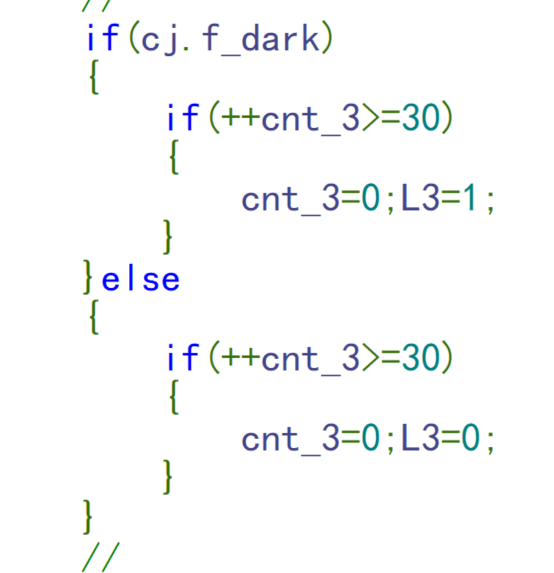 //
if(cj.f_dark)
{
if(++cnt_3>=30)
{
cnt_3=0;L3=1;
}
}else
{
if(++cnt_3>=30)
{
cnt_3=0;L3=0;
}
}
//